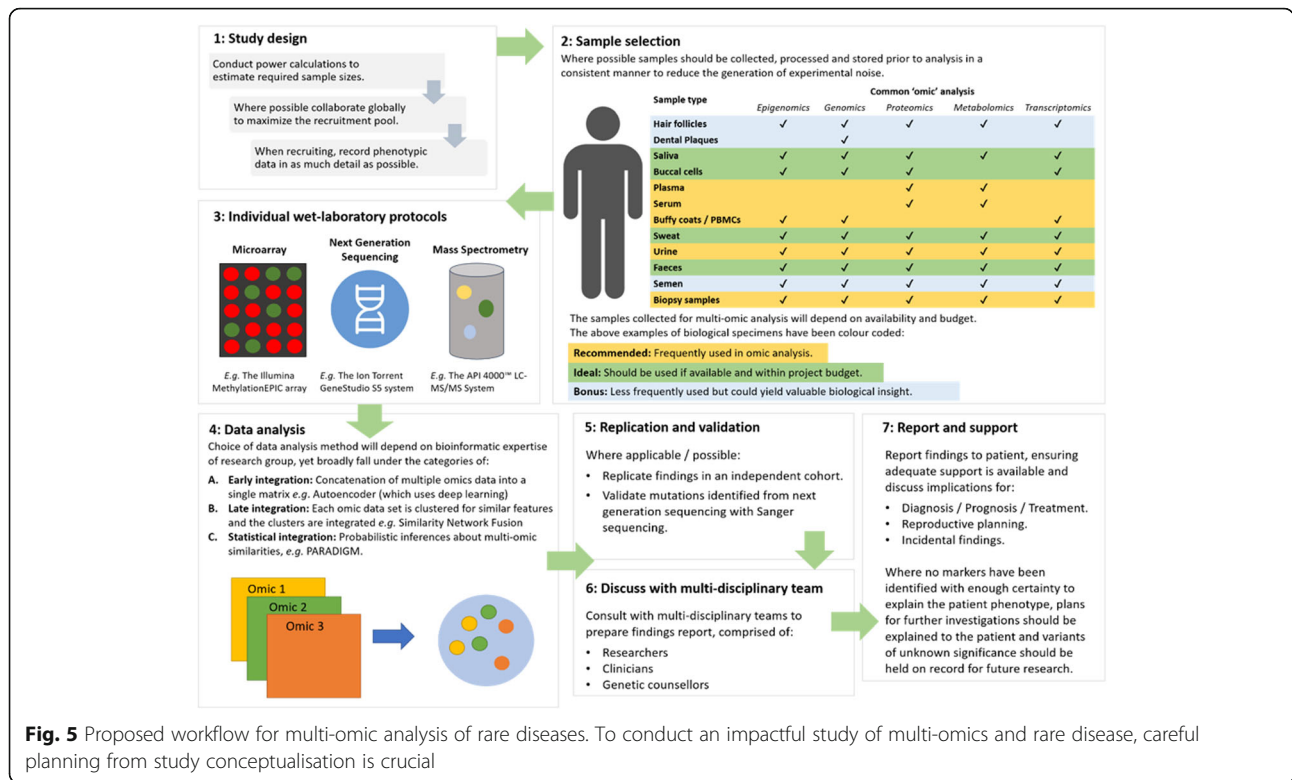 1: Study design
Conduct power calculations to
estimate required sample sizes.
Where possible collaborate globally
to maximize the recruitment pool.
When recruiting, record phenotypic
data in as much detail as possible.
2: Sample selection
Where possible samples should be collected, processed and stored prior to analysis in a
consistent manner to reduce the generation of experimental noise.
Common 'omic' analysis
Sample type Epigenomics Genomics Proteomics Metabolomics Transcriptomics
Hair follicles ✓ ✓ ✓ ✓ ✓
Dental Plaques ✓
Saliva ✓ ✓ ✓ ✓ ✓
Buccal cells ✓ ✓ ✓ ✓
Plasma ✓ ✓
Serum ✓ ✓
Buffy coats / PBMCs ✓ ✓ ✓
Sweat ✓ ✓ ✓ ✓ ✓
Urine ✓ ✓ ✓ ✓ ✓
Faeces ✓ ✓ ✓ ✓ ✓
Semen ✓ ✓ ✓ ✓ ✓
Biopsy samples ✓ ✓ ✓ ✓ ✓
The samples collected for multi-omic analysis will depend on availability and budget.
The above examples of biological specimens have been colour coded:
Recommended: Frequently used in omic analysis.
Ideal: Should be used if available and within project budget.
Bonus: Less frequently used but could yield valuable biological insight.
3: Individual wet-laboratory protocols
Microarray
Next Generation
Sequencing
Mass Spectrometry
E.g. The Illumina
MethylationEPIC array
E.g. The Ion Torrent
GeneStudio S5 system
E.g. The API 4000™ LC-
MS/MS System
4: Data analysis
Choice of data analysis method will depend on bioinformatic expertise
of research group, yet broadly fall under the categories of:
A. Early integration: Concatenation of multiple omics data into a
single matrix e.g. Autoencoder (which uses deep learning)
B. Late integration: Each omic data set is clustered for similar features
and the clusters are integrated e.g. Similarity Network Fusion
C. Statistical integration: Probabilistic inferences about multi-omic
similarities, e.g. PARADIGM.
Omic 1
Omic 2
Omic 3
5: Replication and validation
Where applicable / possible:
• Replicate findings in an independent cohort.
• Validate mutations identified from next
generation sequencing with Sanger
sequencing.
6: Discuss with multi-disciplinary team
Consult with multi-disciplinary teams to
prepare findings report, comprised of:
• Researchers
• Clinicians
• Genetic counsellors
7: Report and support
Report findings to patient, ensuring
adequate support is available and
discuss implications for:
• Diagnosis / Prognosis / Treatment.
• Reproductive planning.
• Incidental findings.
Where no markers have been
identified with enough certainty to
explain the patient phenotype, plans
for further investigations should be
explained to the patient and variants
of unknown significance should be
held on record for future research.
Fig. 5 Proposed workflow for multi-omic analysis of rare diseases. To conduct an impactful study of multi-omics and rare disease, careful
planning from study conceptualisation is crucial